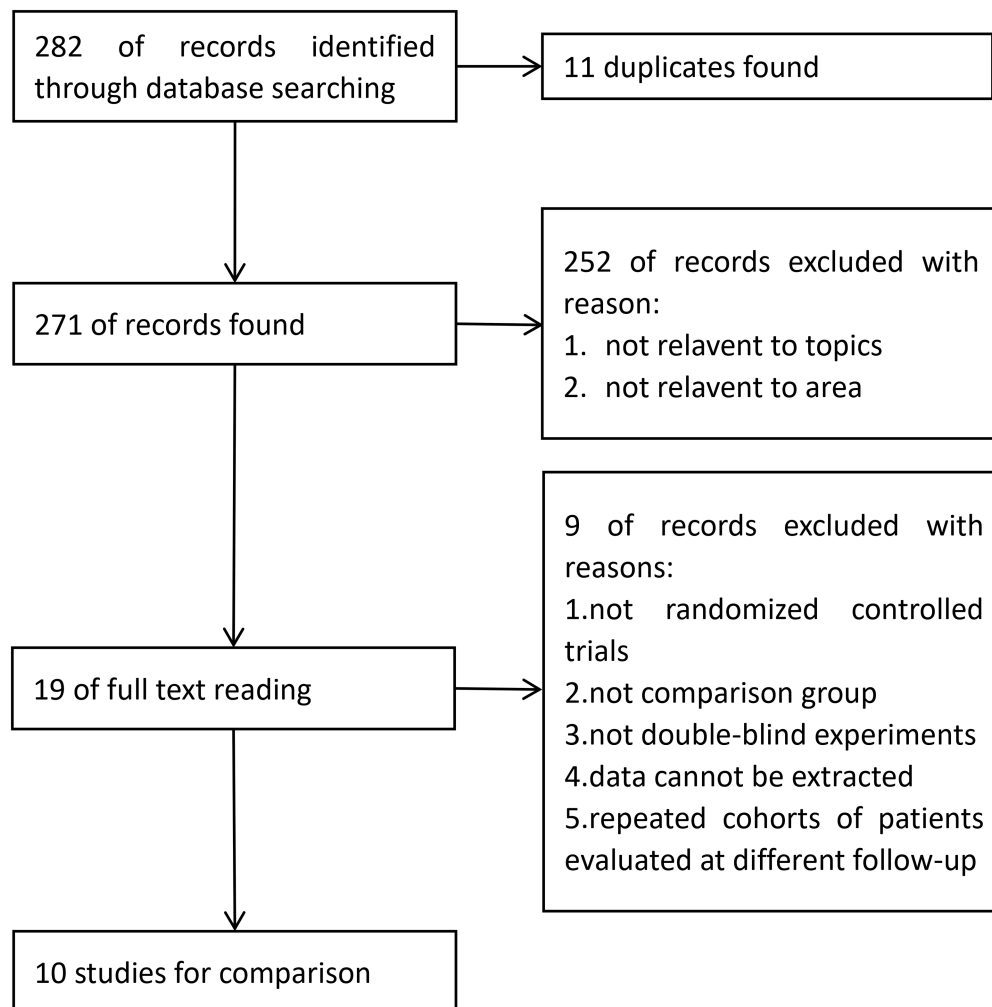 282 of records identified
through database searching
11 duplicates found
271 of records found
252 of records excluded with
reason:
1. not relavent to topics
2. not relavent to area
19 of full text reading
9 of records excluded with
reasons:
1.not randomized controlled
trials
2.not comparison group
3.not double-blind experiments
4.data cannot be extracted
5.repeated cohorts of patients
evaluated at different follow-up
10 studies for comparison